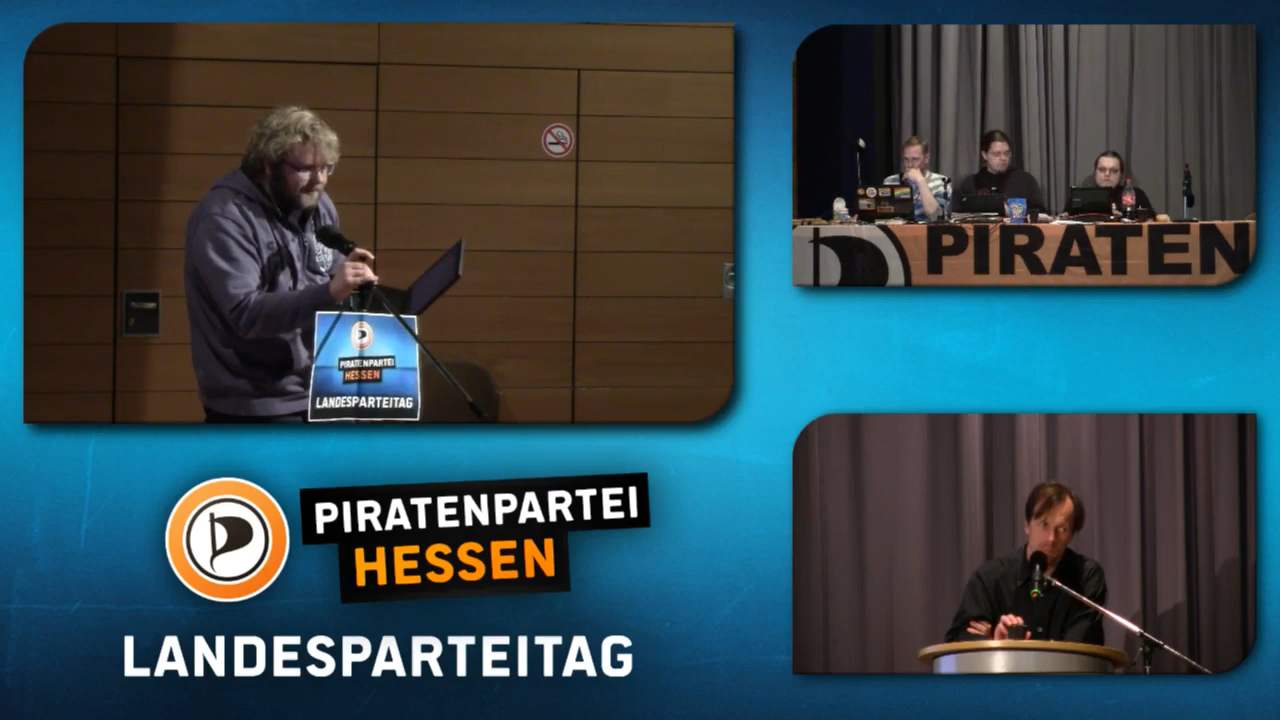 PIRATENPARTEI
HESSEN
LANDESPARTEITAG
PIRATEN
PIRATENPARTEI
HESSEN
LANDESPARTEITAG